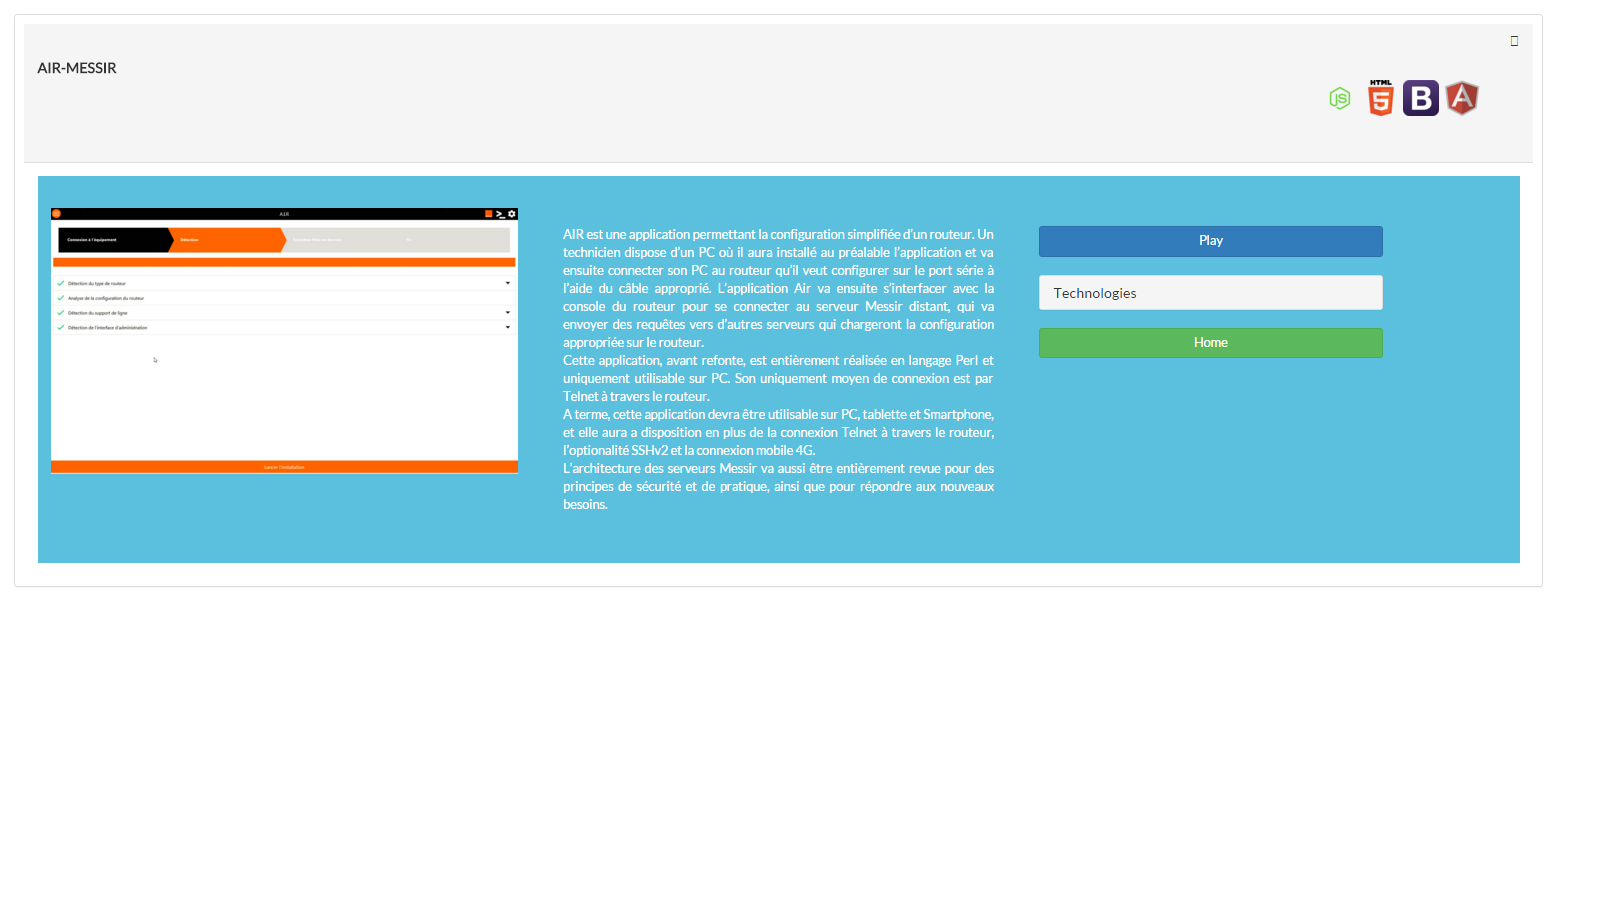 AIR-MESSIR
HTML
5
B
A
JS
AIR
Connexion à l'équipement
Détection
Détection du type de routeur
Analyse de la configuration du routeur
Détection du support de ligne
Détection de l'interface d'administration
Lancer l'installation
AIR est une application permettant la configuration simplifiée d'un routeur. Un
technicien dispose d'un PC où il aura installé au préalable l'application et va
ensuite connecter son PC au routeur qu'il veut configurer sur le port série à
l'aide du câble approprié. L'application Air va ensuite s'interfacer avec la
console du routeur pour se connecter au serveur Messir distant, qui va
envoyer des requêtes vers d'autres serveurs qui chargeront la configuration
appropriée sur le routeur.
Cette application, avant refonte, est entièrement réalisée en langage Perl et
uniquement utilisable sur PC. Son uniquement moyen de connexion est par
Telnet à travers le routeur.
A terme, cette application devra être utilisable sur PC, tablette et Smartphone,
et elle aura a disposition en plus de la connexion Telnet à travers le routeur,
l'optionalité SSHv2 et la connexion mobile 4G.
L'architecture des serveurs Messir va aussi être entièrement revue pour des
principes de sécurité et de pratique, ainsi que pour répondre aux nouveaux
besoins.
Play
Technologies
Home